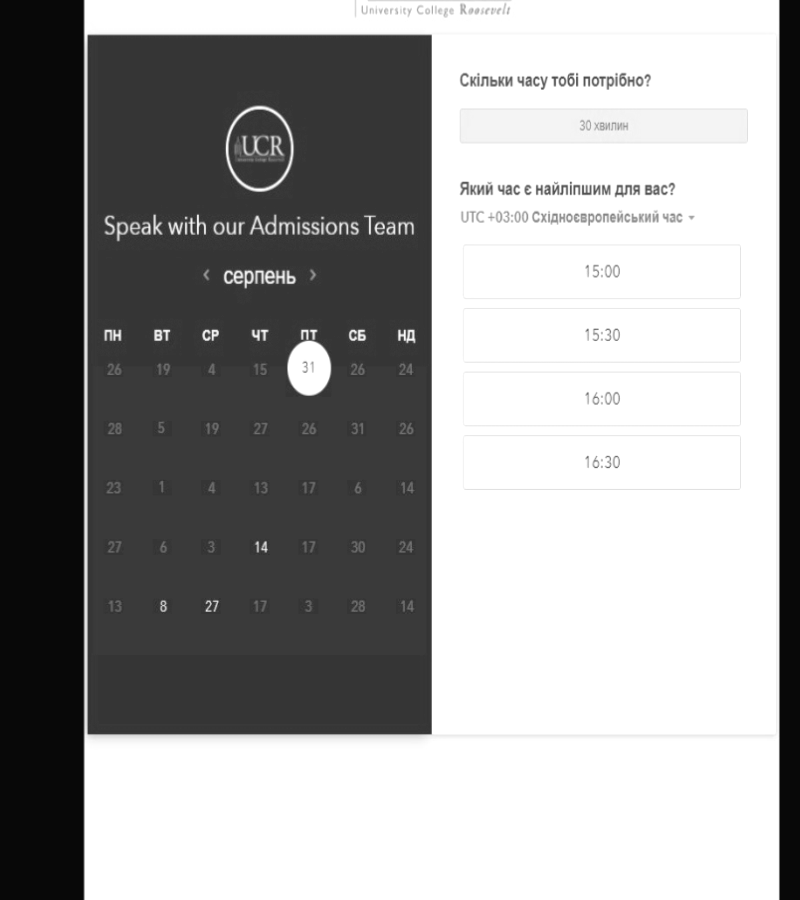 University College Roosevelt
UCR
Speak with our Admissions Team
серпень
ПН ВТ СР ЧТ ПТ СБ НД
26 19 4 15 31 26 24
28 5 19 27 26 31 26
23 1 4 13 17 6 14
27 6 3 14 17 30 24
13 8 27 17 3 28 14
Скільки часу тобі потрібно?
30 хвилин
Який час є найліпшим для вас?
UTC +03:00 Східноєвропейський час
15:00
15:30
16:00
16:30